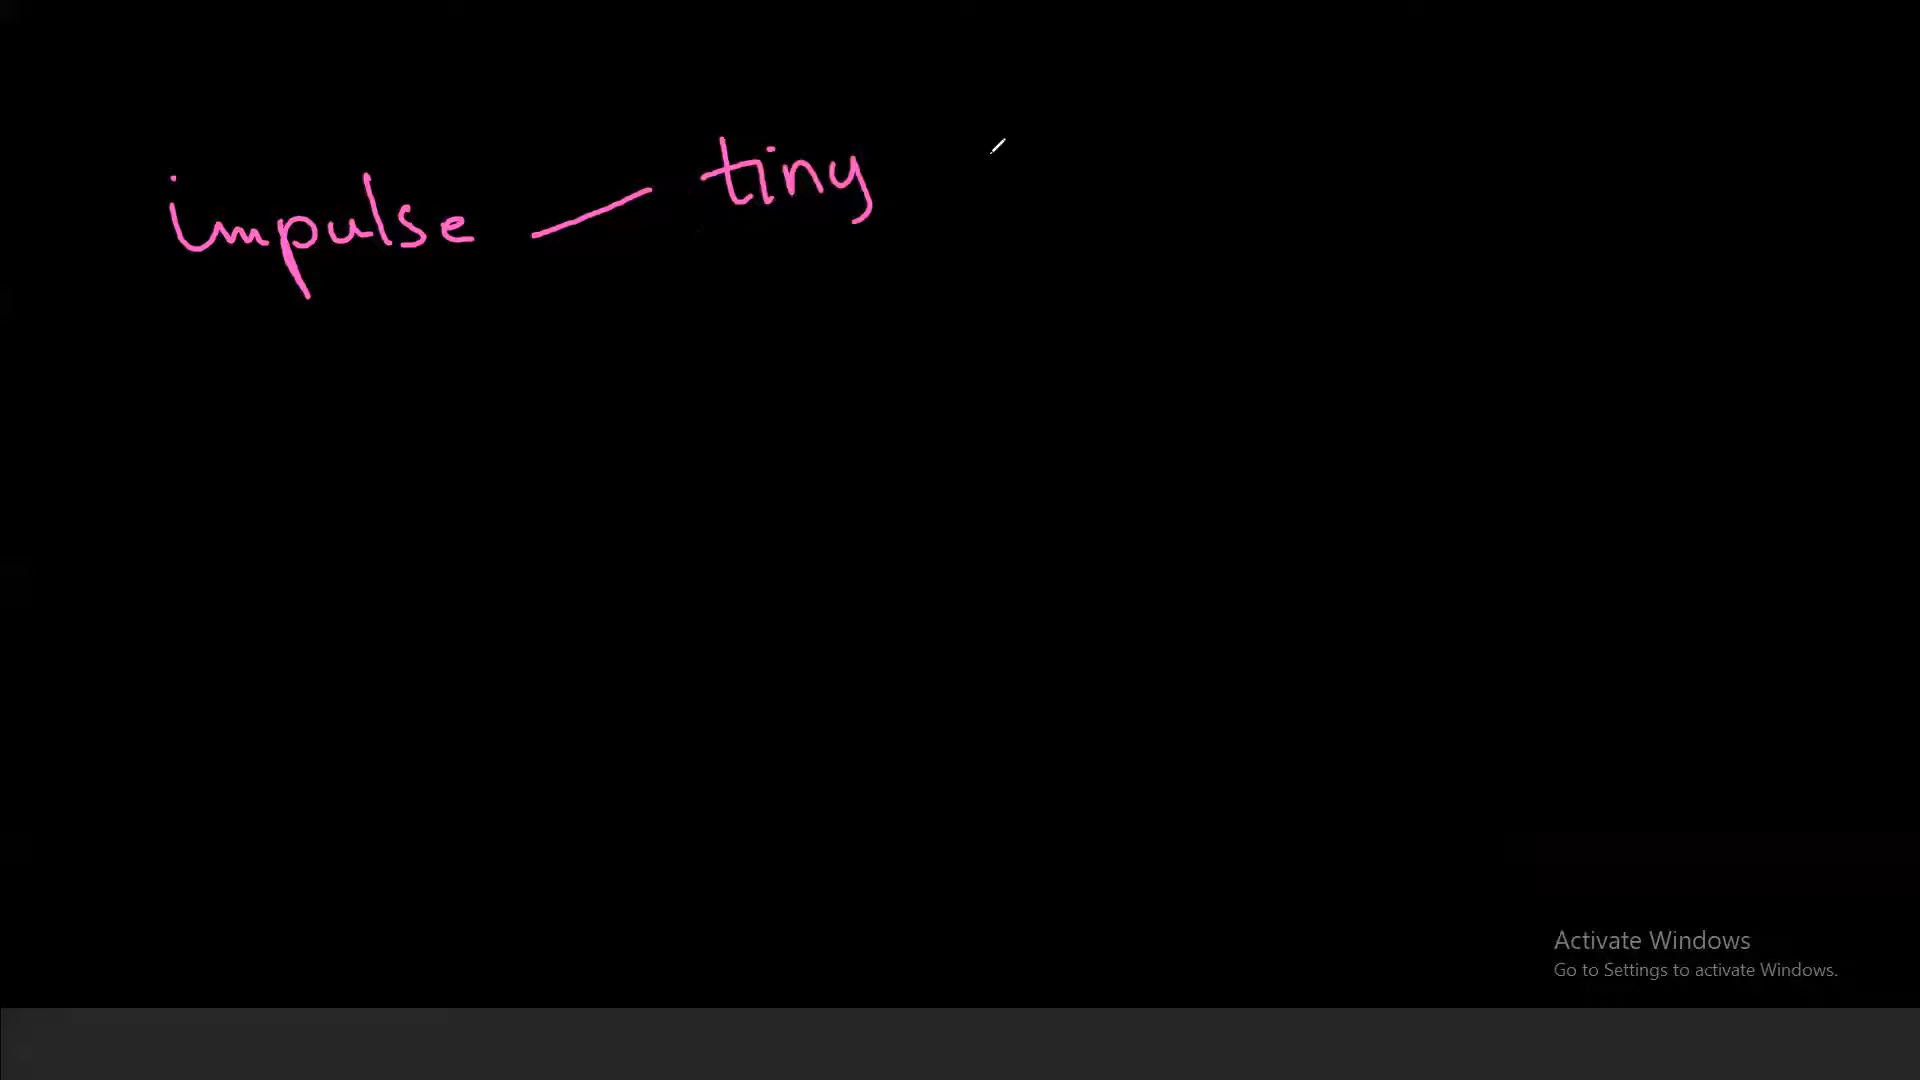 impulse — tiny
Activate Windows
Go to Settings to activate Windows.